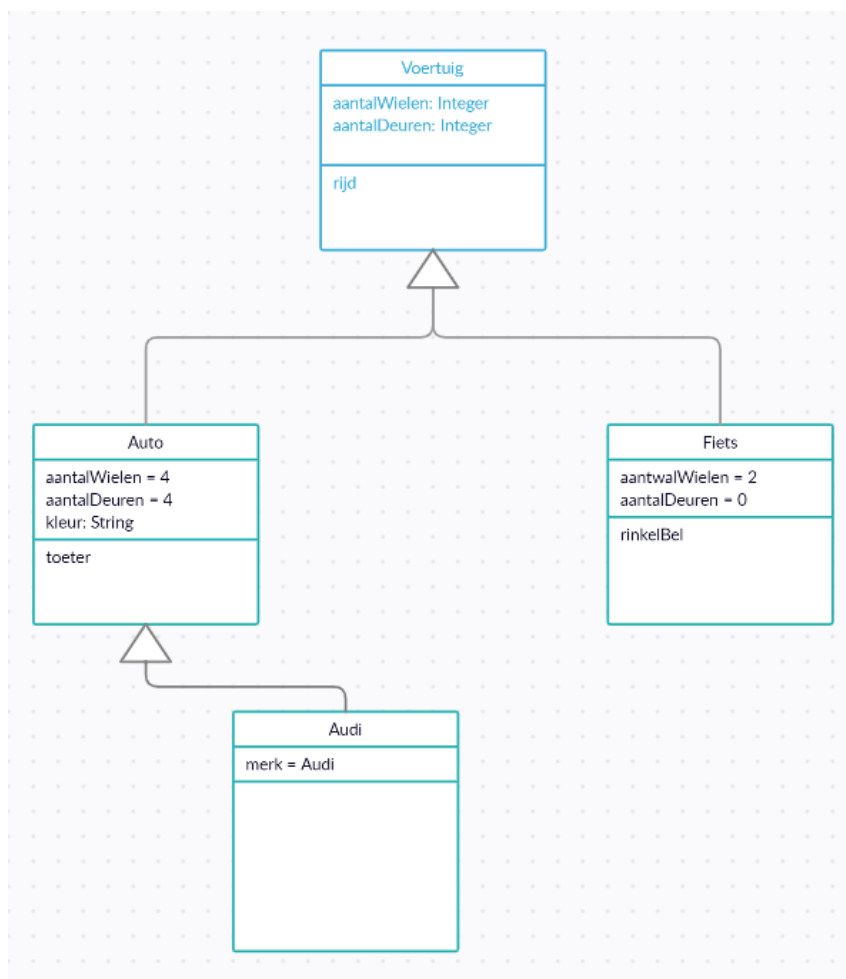 Voertuig
aantalWielen: Integer
aantalDeuren: Integer
rijd
Auto
aantalWielen = 4
aantalDeuren = 4
kleur: String
toeter
Fiets
aantwalWielen = 2
aantalDeuren = 0
rinkelBel
Audi
merk = Audi